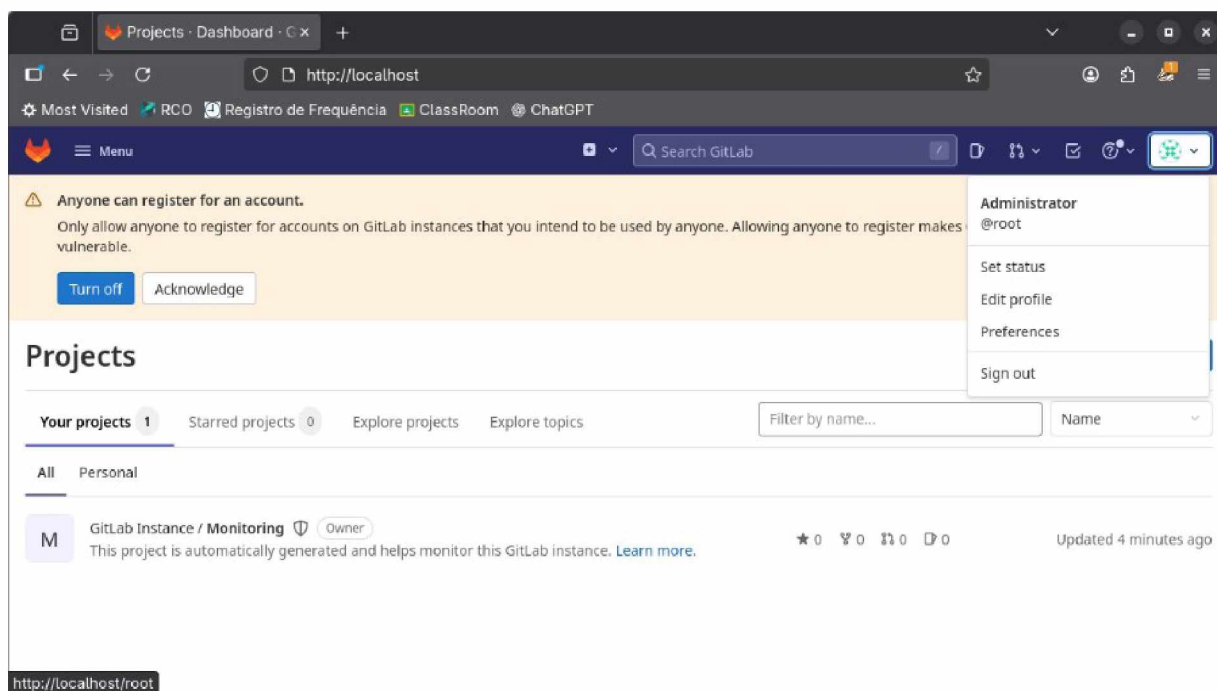 Projects · Dashboard · G
http://localhost
1
Most Visited RCO Registro de Frequência ClassRoom ChatGPT
Menu Search GitLab /
Anyone can register for an account.
Only allow anyone to register for accounts on GitLab instances that you intend to be used by anyone. Allowing anyone to register makes
vulnerable.
Turn off Acknowledge
Administrator
@root
Set status
Edit profile
Preferences
Sign out
Projects
Your projects 1 Starred projects 0 Explore projects Explore topics Filter by name... Name
All Personal
M
GitLab Instance / Monitoring Owner
This project is automatically generated and helps monitor this GitLab instance. Learn more.
0 0 0 0 Updated 4 minutes ago
http://localhost/root